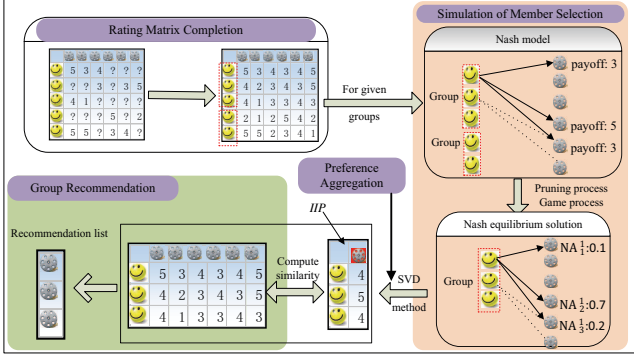 Rating Matrix Completion
5 3 4 ? ? ?
? ? 3 ? 3 5
4 1 ? ? ? ?
? ? ? 5 ? 2
5 5 ? ? 4 ?
5 3 4 3 4 5
4 2 3 4 3 5
4 1 3 3 4 3
2 1 2 5 4 2
5 5 2 3 4 1
For given
groups
Simulation of Member Selection
Nash model
payoff: 3
Group
payoff: 5
payoff: 3
Group
Pruning process
Game process
Nash equilibrium solution
NA 1 1:0.1
Group
NA 1 2:0.7
NA 1 3:0.2
Preference
Aggregation
SVD
method
IIP
4
5
4
Compute
similarity
Group Recommendation
5 3 4 3 4 5
4 2 3 4 3 5
4 1 3 3 4 3
Recommendation list